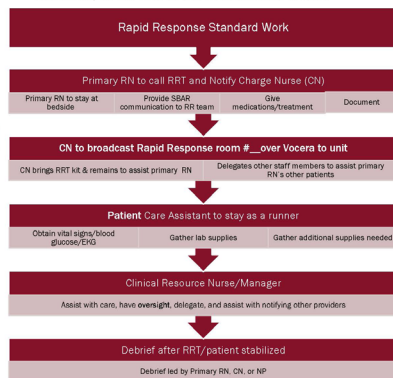 Rapid Response Standard Work
Primary RN to call RRT and Notify Charge Nurse (CN)
Primary RN to stay at
bedside
Provide SBAR
communication to RR team
Give
medications/treatment
Document
CN to broadcast Rapid Response room #__over Vocera to unit
CN brings RRT kit & remains to assist primary RN
Delegates other staff members to assist primary
RN's other patients
Patient Care Assistant to stay as a runner
Obtain vital signs/blood
glucose/EKG
Gather lab supplies
Gather additional supplies needed
Clinical Resource Nurse/Manager
Assist with care, have oversight, delegate, and assist with notifying other providers
Debrief after RRT/patient stabilized
Debrief led by Primary RN, CN, or NP